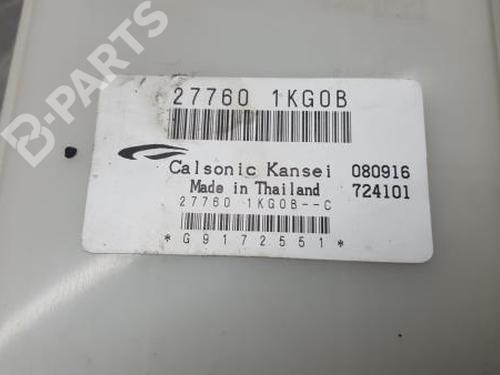 B-PARTS
27760 1KG0B
Calsonic Kansei 080916
Made in Thailand 724101
27760 1KG0B--C
*G9172551*